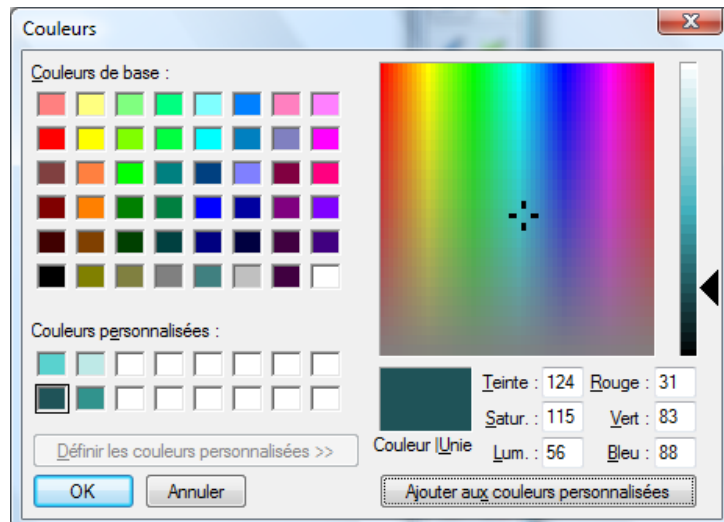 Couleurs
Couleurs de base :
Couleurs personnalisées :
Définir les couleurs personnalisées >>
OK Annuler
Teinte : 124 Rouge : 31
Satur. : 115 Vert : 83
Couleur |Unie Lum. : 56 Bleu : 88
Ajouter aux couleurs personnalisées